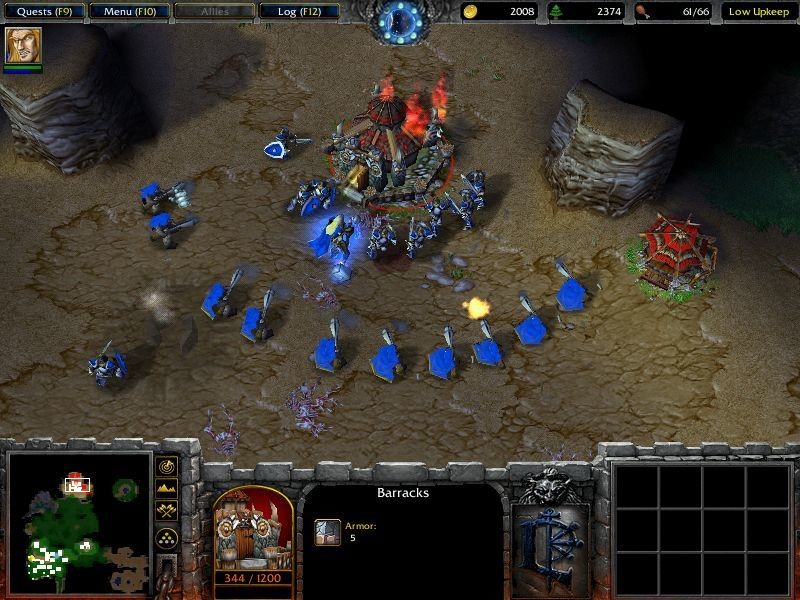 Quests (F9) Menu (F10) Allies Log (F12) 2008 2374 61/66 Low Upkeep
Barracks
Armor:
5
344 / 1200